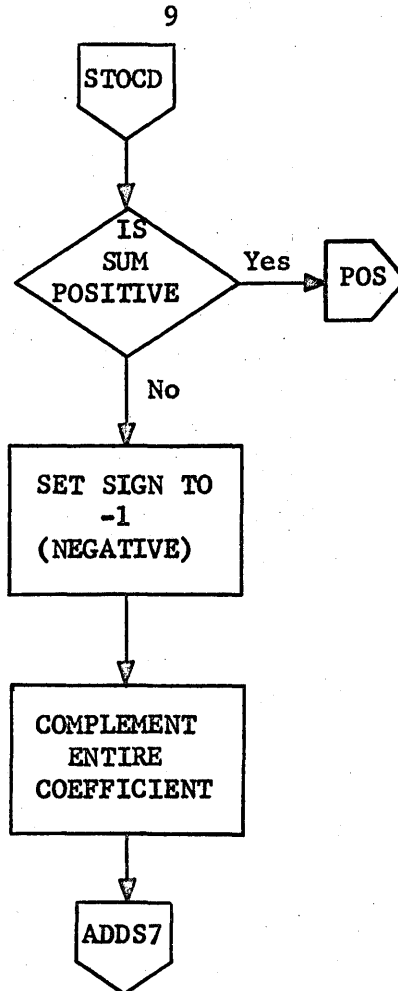 9
STOCD
IS
SUM
POSITIVE
Yes
POS
No
SET SIGN TO
-1
(NEGATIVE)
COMPLEMENT
ENTIRE
COEFFICIENT
ADDS7